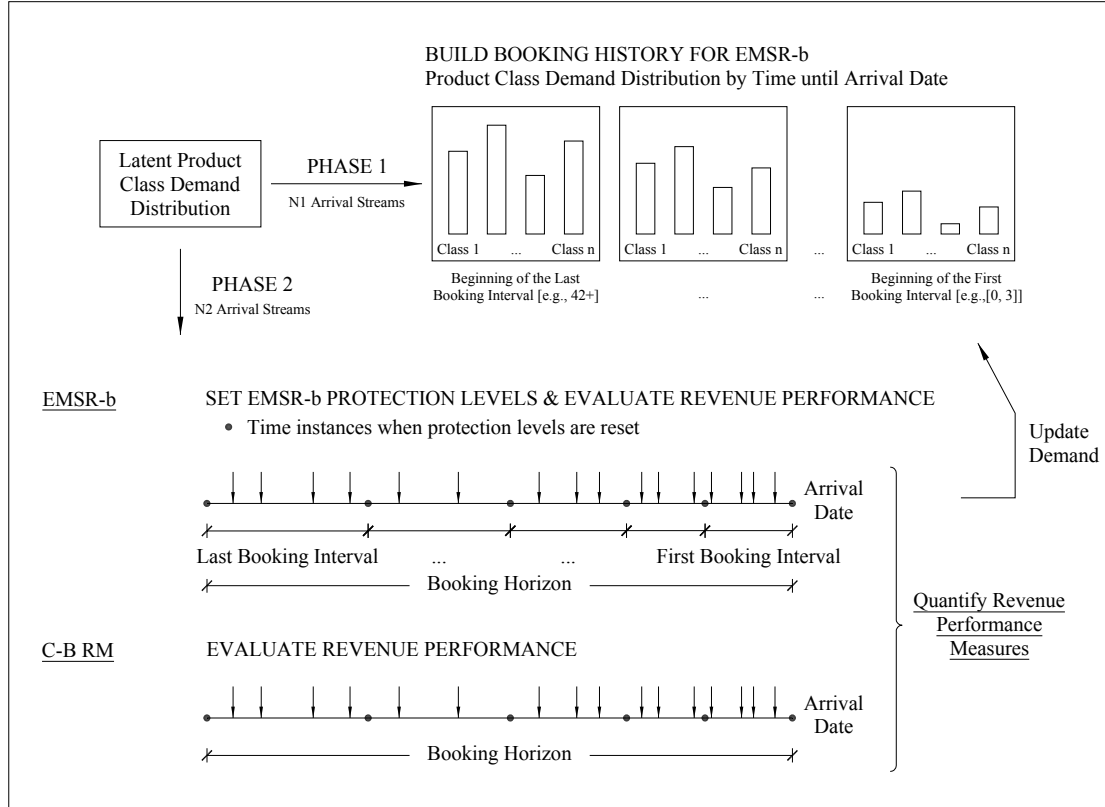 BUILD BOOKING HISTORY FOR EMSR-b
Product Class Demand Distribution by Time until Arrival Date
Latent Product
Class Demand
Distribution
PHASE 1
N1 Arrival Streams
Class 1 ... Class n
Class 1 ... Class n
...
Class 1 ... Class n
Beginning of the Last
Booking Interval [e.g., 42+]
...
...
Beginning of the First
Booking Interval [e.g.,[0, 3]]
PHASE 2
N2 Arrival Streams
EMSR-b
SET EMSR-b PROTECTION LEVELS & EVALUATE REVENUE PERFORMANCE
Time instances when protection levels are reset
Update
Demand
Arrival
Date
Last Booking Interval ... ... First Booking Interval
Booking Horizon
Quantify Revenue
Performance
Measures
C-B RM
EVALUATE REVENUE PERFORMANCE
Arrival
Date
Booking Horizon